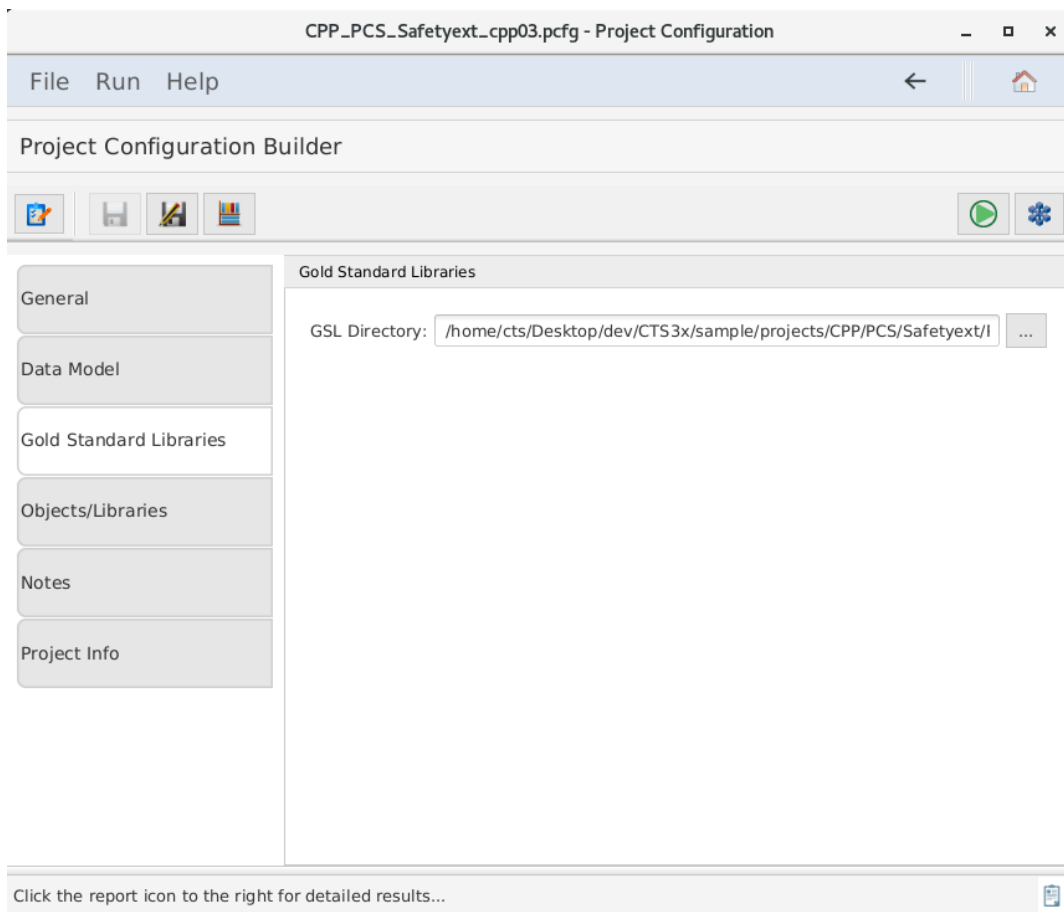 CPP_PCS_Safetyext_cpp03.pcfg - Project Configuration
File Run Help
Project Configuration Builder
General
Data Model
Gold Standard Libraries
Objects/Libraries
Notes
Project Info
Gold Standard Libraries
GSL Directory: /home/cts/Desktop/dev/CTS3x/sample/projects/CPP/PCS/Safetyext/ ...
Click the report icon to the right for detailed results...